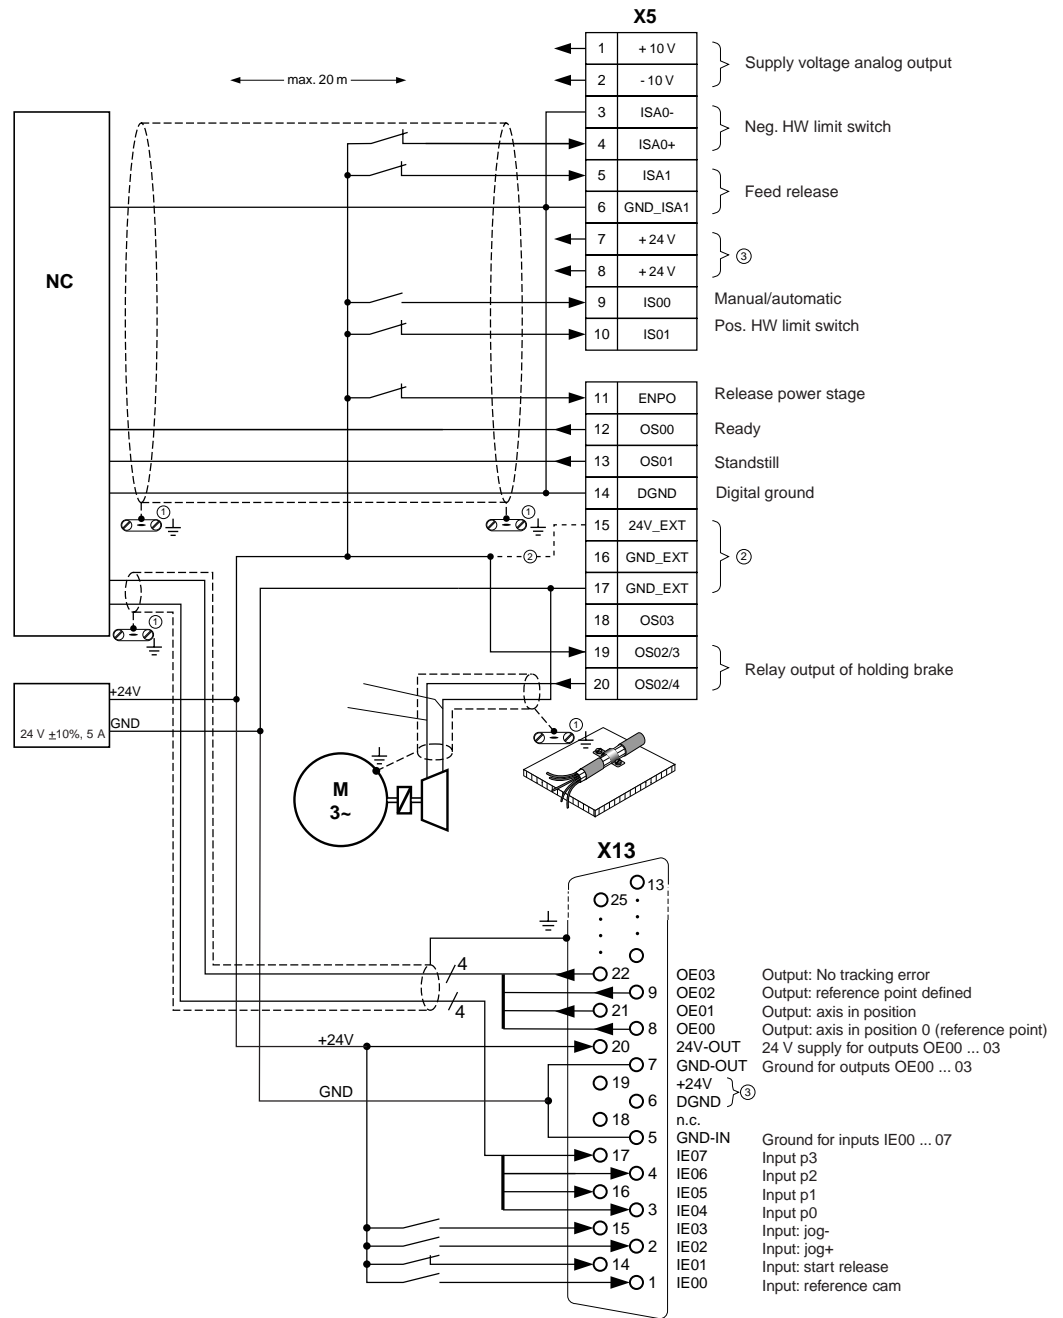 X5
1 +10 V
Supply voltage analog output
2 -10 V
max. 20 m
3 ISA0-
Neg. HW limit switch
4 ISA0+
5 ISA1
Feed release
6 GND_ISA1
7 +24 V
③
8 +24 V
NC
9 IS00 Manual/automatic
10 IS01 Pos. HW limit switch
11 ENPO Release power stage
12 OS00 Ready
13 OS01 Standstill
14 DGND Digital ground
① ①
15 24V_EXT
② 16 GND_EXT ②
17 GND_EXT
①
18 OS03
19 OS02/3
Relay output of holding brake
20 OS02/4
+24V
GND
24 V ±10%, 5 A
①
M
3~
X13
13
25
4
22 OE03 Output: No tracking error
9 OE02 Output: reference point defined
4
21 OE01 Output: axis in position
8 OE00 Output: axis in position 0 (reference point)
+24V
20 24V-OUT 24 V supply for outputs OE00 ... 03
7 GND-OUT Ground for outputs OE00 ... 03
19 +24V
③
GND
6 DGND
18 n.c.
5 GND-IN Ground for inputs IE00 ... 07
17 IE07 Input p3
4 IE06 Input p2
16 IE05 Input p1
3 IE04 Input p0
15 IE03 Input: jog-
2 IE02 Input: jog+
14 IE01 Input: start release
1 IE00 Input: reference cam